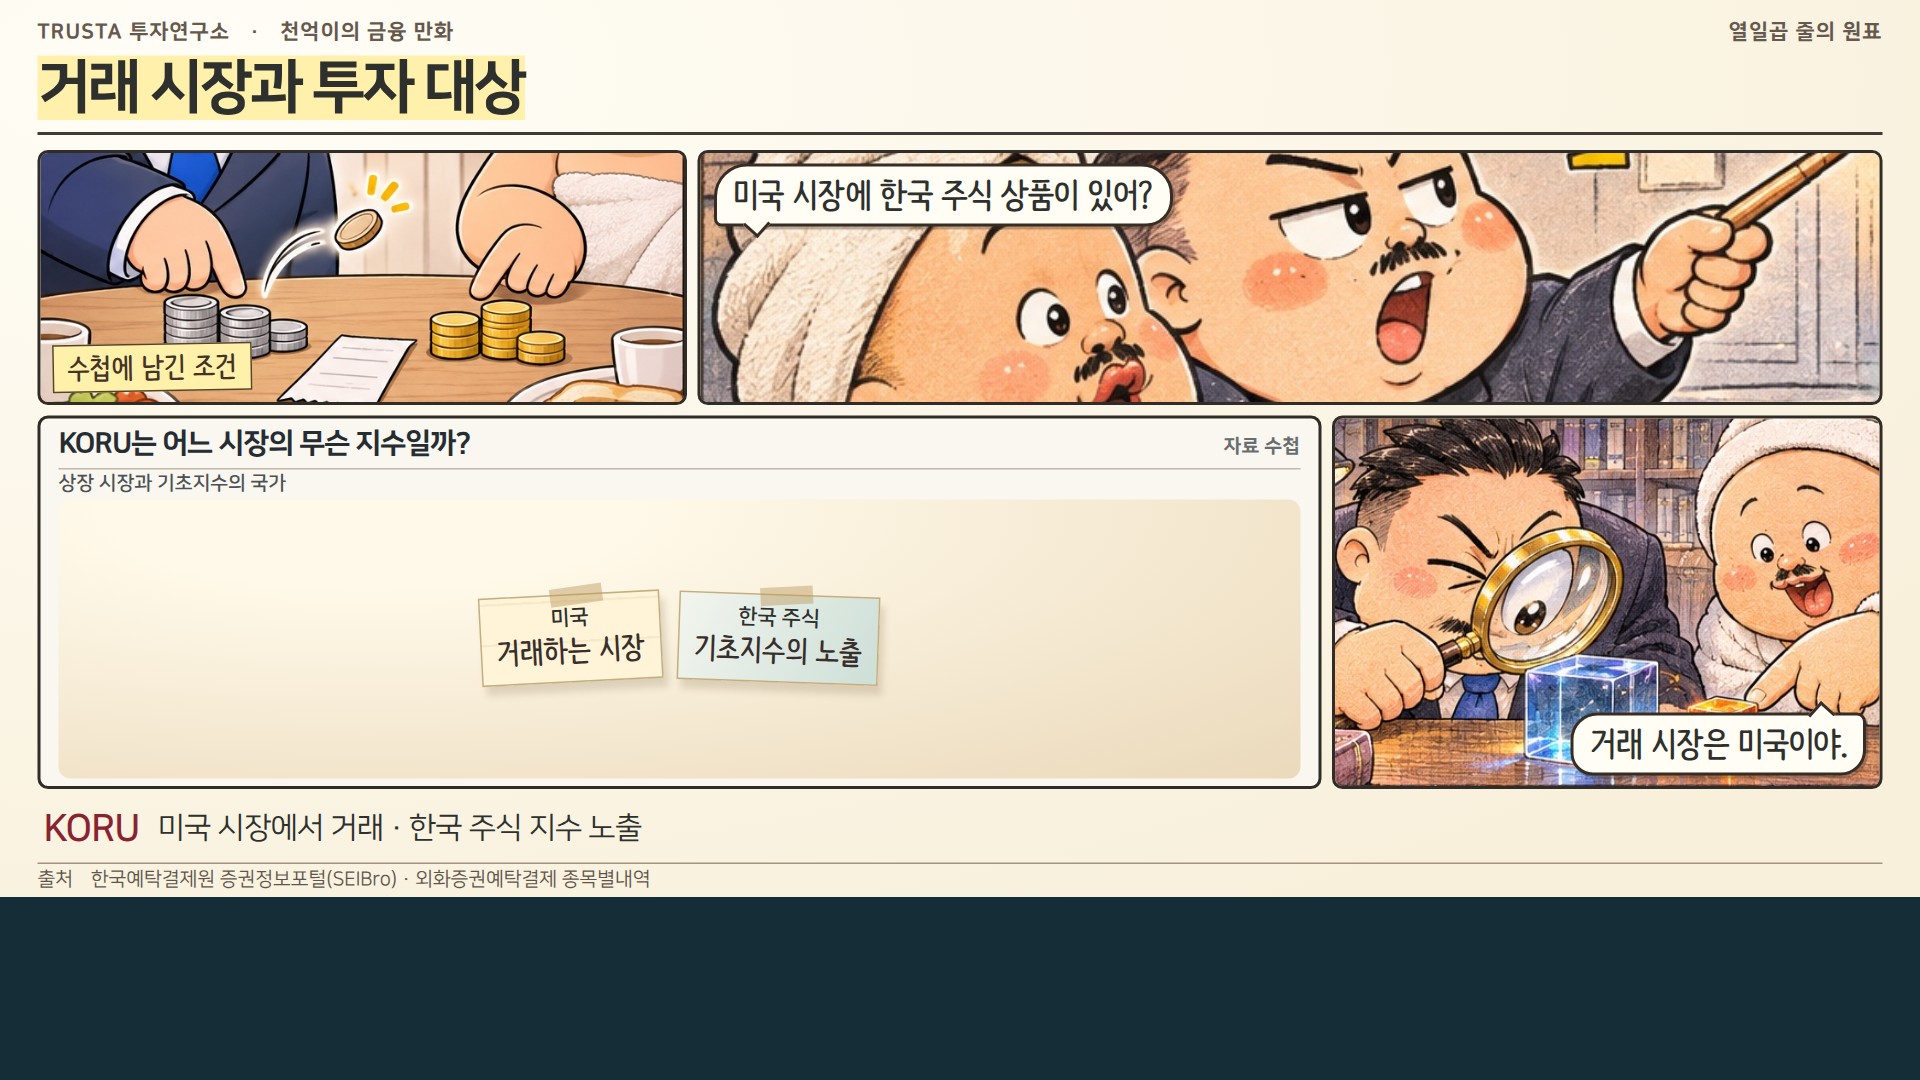 TRUSTA 투자연구소 · 천억이의 금융 만화
열일곱 줄의 원표
거래 시장과 투자 대상
수첩에 남긴 조건
미국 시장에 한국 주식 상품이 있어?
KORU는 어느 시장의 무슨 지수일까?
자료 수첩
상장 시장과 기초지수의 국가
미국
거래하는 시장
한국 주식
기초지수의 노출
거래 시장은 미국이야.
KORU 미국 시장에서 거래 · 한국 주식 지수 노출
출처 한국예탁결제원 증권정보포털(SEIBro) · 외화증권예탁결제 종목별내역